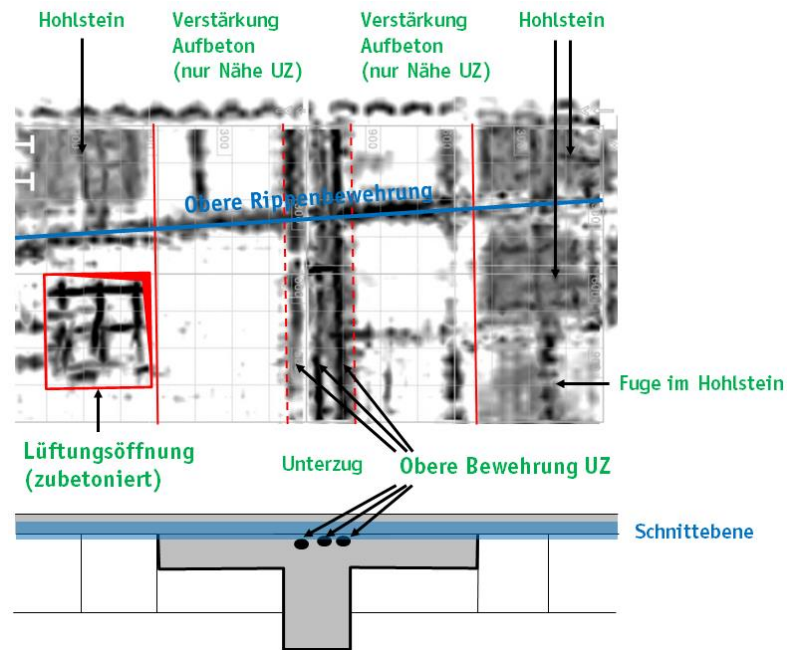 Hohlstein
Verstärkung
Aufbeton
(nur Nähe UZ)
Verstärkung
Aufbeton
(nur Nähe UZ)
Hohlstein
Obere Rippenbewehrung
Fuge im Hohlstein
Lüftungsöffnung
(zubetoniert)
Unterzug
Obere Bewehrung UZ
Schnittebene